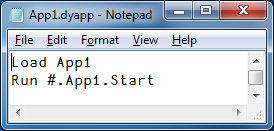 App1.dyapp - Notepad
File Edit Format View Help
Load App1
Run #.App1.Start